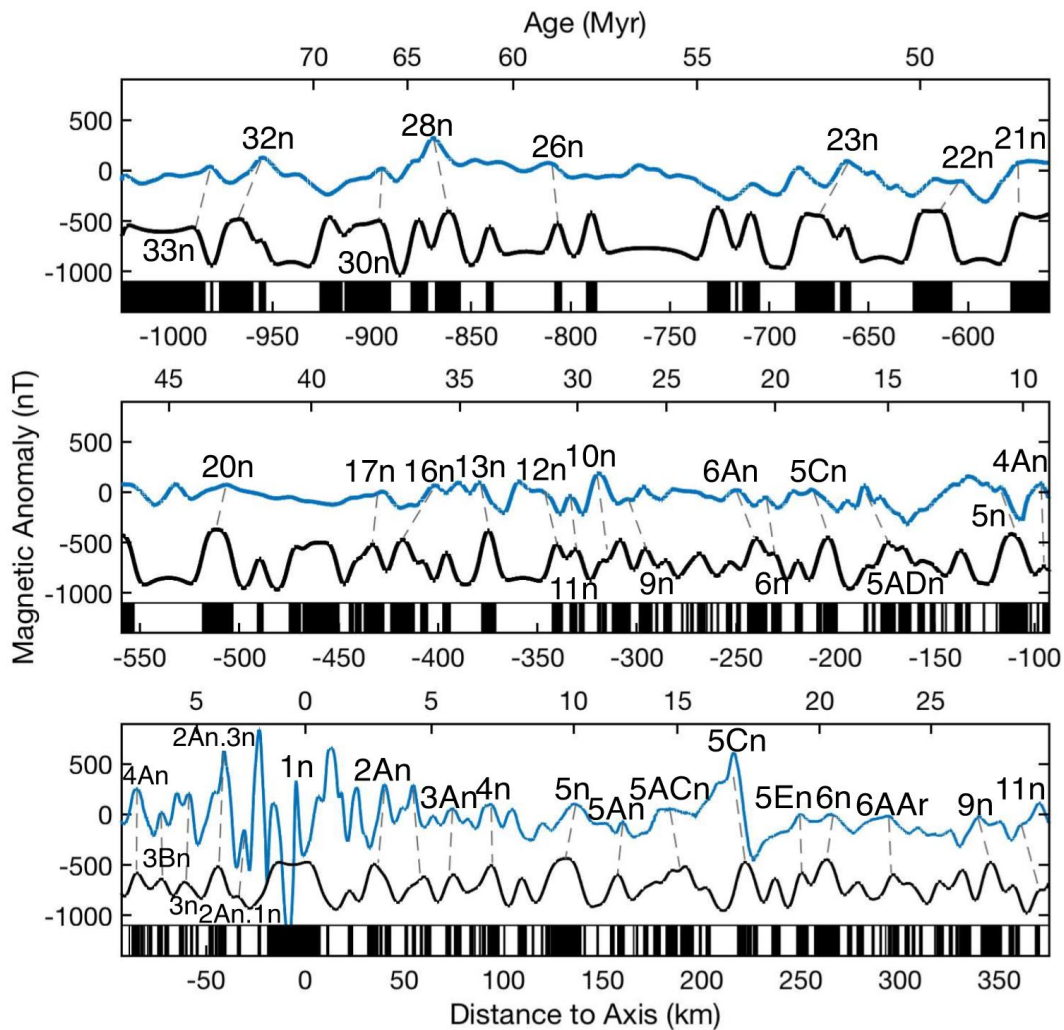 Age (Myr)
70 65 60 55 50
500
0
-500
-1000
32n 28n 26n 23n 22n 21n
33n 30n
-1000 -950 -900 -850 -800 -750 -700 -650 -600
45 40 35 30 25 20 15 10
Magnetic Anomaly (nT)
500
0
-500
-1000
20n 17n 16n 13n 12n 10n 6An 5Cn 4An
5n
11n 9n 6n 5ADn
-550 -500 -450 -400 -350 -300 -250 -200 -150 -100
5 0 5 10 15 20 25
500
0
-500
-1000
2An.3n 5Cn
4An 1n 2An 3An 4n 5n 5An 5ACn 5En 6n 6AAr 9n 11n
3Bn
3n 2An.1n
-50 0 50 100 150 200 250 300 350
Distance to Axis (km)